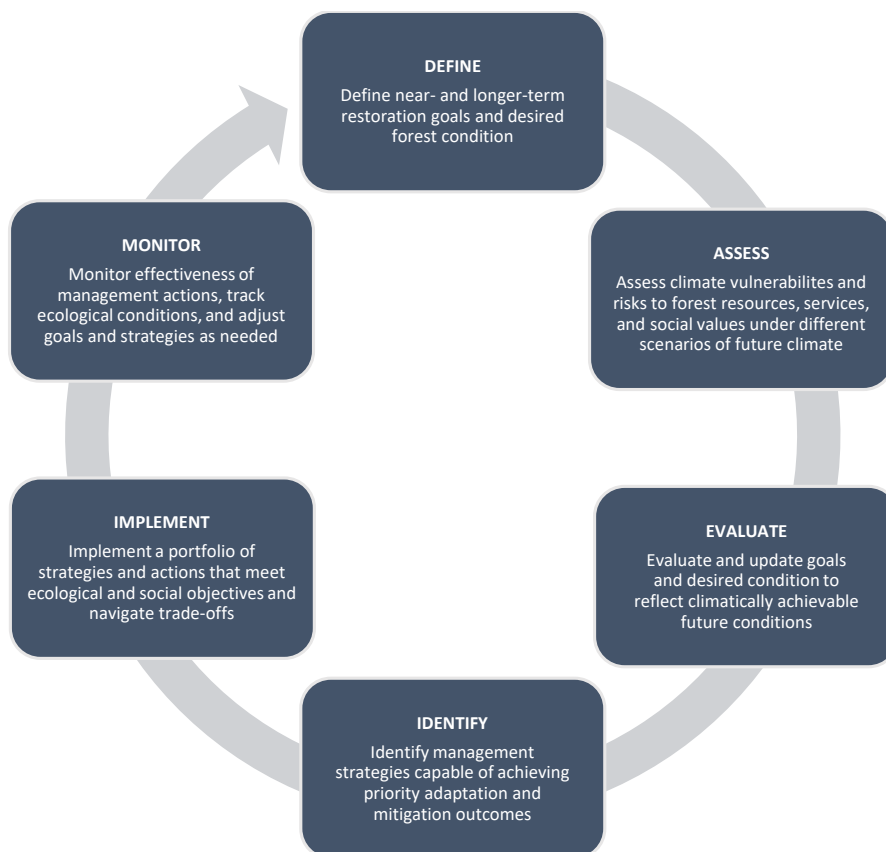 DEFINE
Define near- and longer-term
restoration goals and desired
forest condition
ASSESS
Assess climate vulnerabilites and
risks to forest resources, services,
and social values under different
scenarios of future climate
EVALUATE
Evaluate and update goals
and desired condition to
reflect climatically achievable
future conditions
IDENTIFY
Identify management
strategies capable of achieving
priority adaptation and
mitigation outcomes
IMPLEMENT
Implement a portfolio of
strategies and actions that meet
ecological and social objectives and
navigate trade-offs
MONITOR
Monitor effectiveness of
management actions, track
ecological conditions, and adjust
goals and strategies as needed